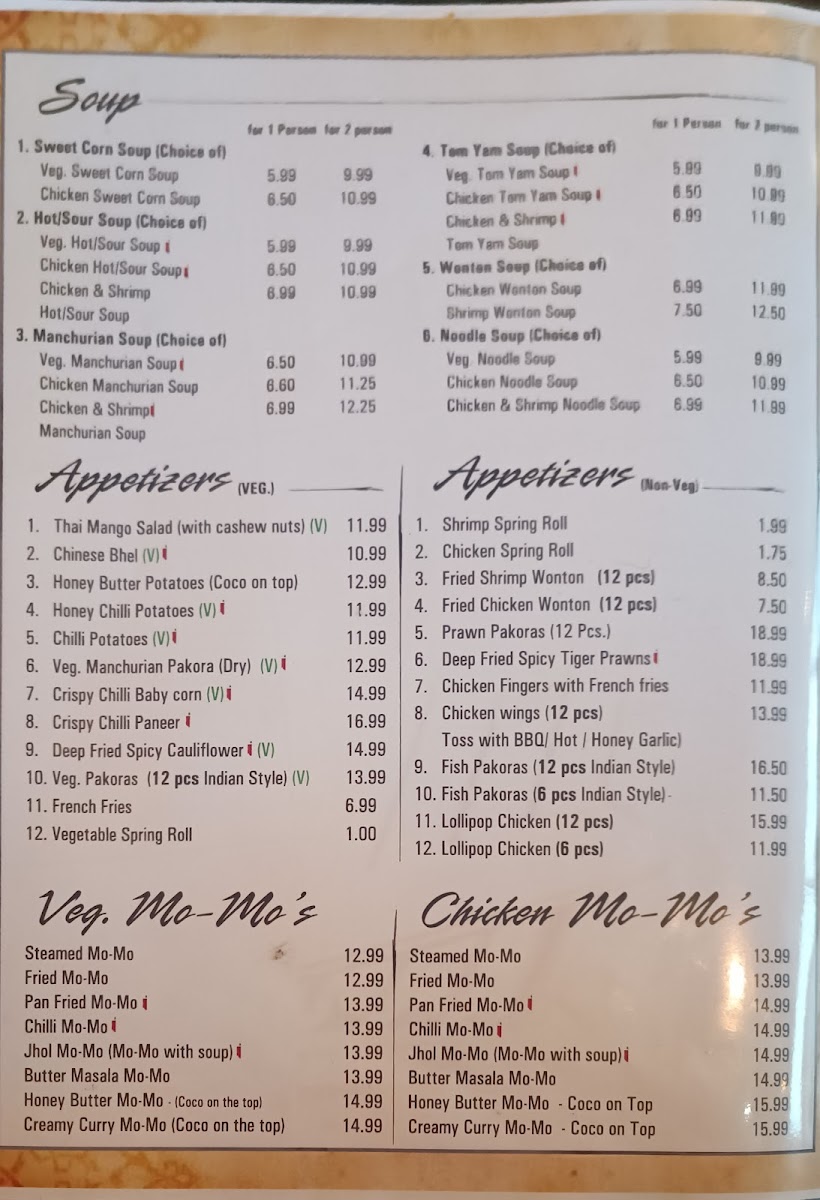 Soup
for 1 Person for 2 person
1. Sweet Corn Soup (Choice of)
Veg. Sweet Corn Soup 5.99 9.99
Chicken Sweet Corn Soup 6.50 10.99
2. Hot/Sour Soup (Choice of)
Veg. Hot/Sour Soup 5.99 9.99
Chicken Hot/Sour Soup 6.50 10.99
Chicken & Shrimp 6.99 10.99
Hot/Sour Soup
3. Manchurian Soup (Choice of)
Veg. Manchurian Soup 6.50 10.99
Chicken Manchurian Soup 6.60 11.25
Chicken & Shrimp 6.99 12.25
Manchurian Soup
for 1 Person for 2 person
4. Tom Yam Soup (Choice of)
Veg. Tom Yam Soup 5.99 9.99
Chicken Tom Yam Soup 6.50 10.99
Chicken & Shrimp 6.99 11.99
Tom Yam Soup
5. Wonton Soup (Choice of)
Chicken Wonton Soup 6.99 11.99
Shrimp Wonton Soup 7.50 12.50
6. Noodle Soup (Choice of)
Veg. Noodle Soup 5.99 9.99
Chicken Noodle Soup 6.50 10.99
Chicken & Shrimp Noodle Soup 6.99 11.99
Appetizers (VEG.)
1. Thai Mango Salad (with cashew nuts) (V) 11.99
2. Chinese Bhel (V) 10.99
3. Honey Butter Potatoes (Coco on top) 12.99
4. Honey Chilli Potatoes (V) 11.99
5. Chilli Potatoes (V) 11.99
6. Veg. Manchurian Pakora (Dry) (V) 12.99
7. Crispy Chilli Baby corn (V) 14.99
8. Crispy Chilli Paneer 16.99
9. Deep Fried Spicy Cauliflower (V) 14.99
10. Veg. Pakoras (12 pcs Indian Style) (V) 13.99
11. French Fries 6.99
12. Vegetable Spring Roll 1.00
Appetizers (Non-Veg)
1. Shrimp Spring Roll 1.99
2. Chicken Spring Roll 1.75
3. Fried Shrimp Wonton (12 pcs) 8.50
4. Fried Chicken Wonton (12 pcs) 7.50
5. Prawn Pakoras (12 Pcs.) 18.99
6. Deep Fried Spicy Tiger Prawns 18.99
7. Chicken Fingers with French fries 11.99
8. Chicken wings (12 pcs) 13.99
Toss with BBQ/ Hot / Honey Garlic)
9. Fish Pakoras (12 pcs Indian Style) 16.50
10. Fish Pakoras (6 pcs Indian Style)- 11.50
11. Lollipop Chicken (12 pcs) 15.99
12. Lollipop Chicken (6 pcs) 11.99
Veg. Mo-Mo's
Steamed Mo-Mo 12.99
Fried Mo-Mo 12.99
Pan Fried Mo-Mo 13.99
Chilli Mo-Mo 13.99
Jhol Mo-Mo (Mo-Mo with soup) 13.99
Butter Masala Mo-Mo 13.99
Honey Butter Mo-Mo - (Coco on the top) 14.99
Creamy Curry Mo-Mo (Coco on the top) 14.99
Chicken Mo-Mo's
Steamed Mo-Mo 13.99
Fried Mo-Mo 13.99
Pan Fried Mo-Mo 14.99
Chilli Mo-Mo 14.99
Jhol Mo-Mo (Mo-Mo with soup) 14.99
Butter Masala Mo-Mo 14.99
Honey Butter Mo-Mo - Coco on Top 15.99
Creamy Curry Mo-Mo - Coco on Top 15.99